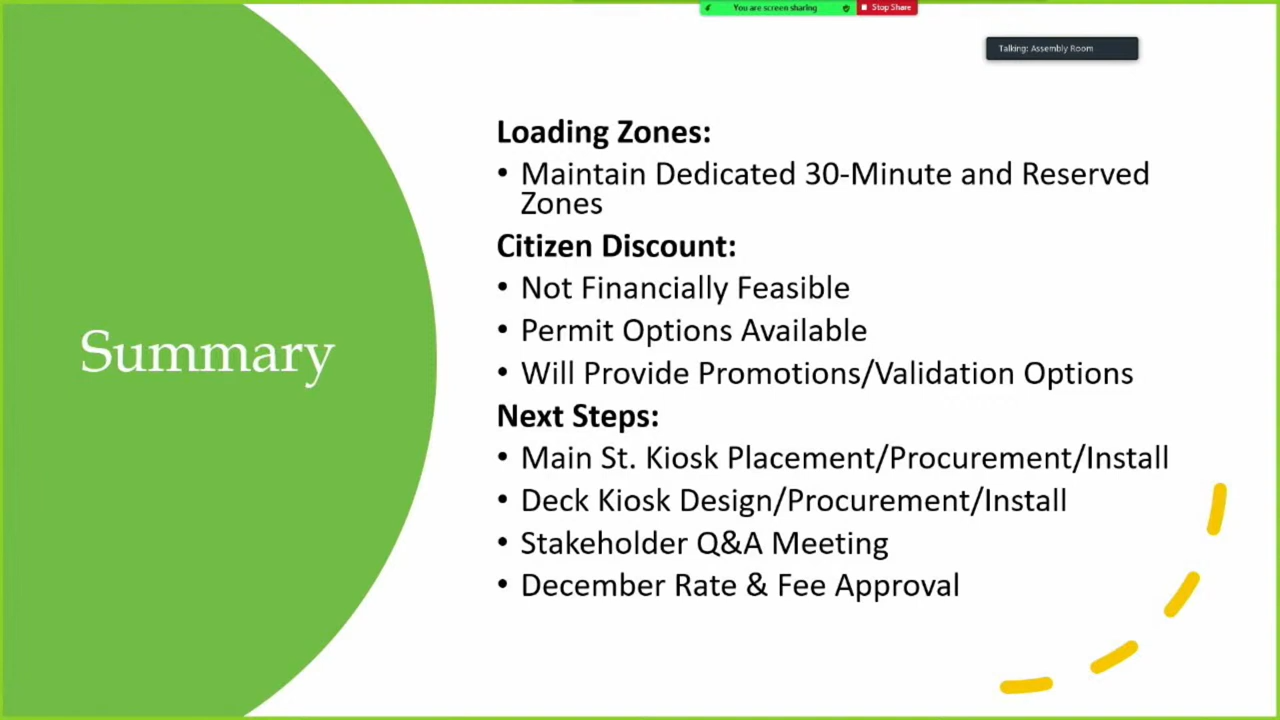 You are screen sharing
Stop Share
Talking: Assembly Room
Summary
Loading Zones:
• Maintain Dedicated 30-Minute and Reserved
Zones
Citizen Discount:
• Not Financially Feasible
• Permit Options Available
• Will Provide Promotions/Validation Options
Next Steps:
• Main St. Kiosk Placement/Procurement/Install
• Deck Kiosk Design/Procurement/Install
• Stakeholder Q&A Meeting
• December Rate & Fee Approval